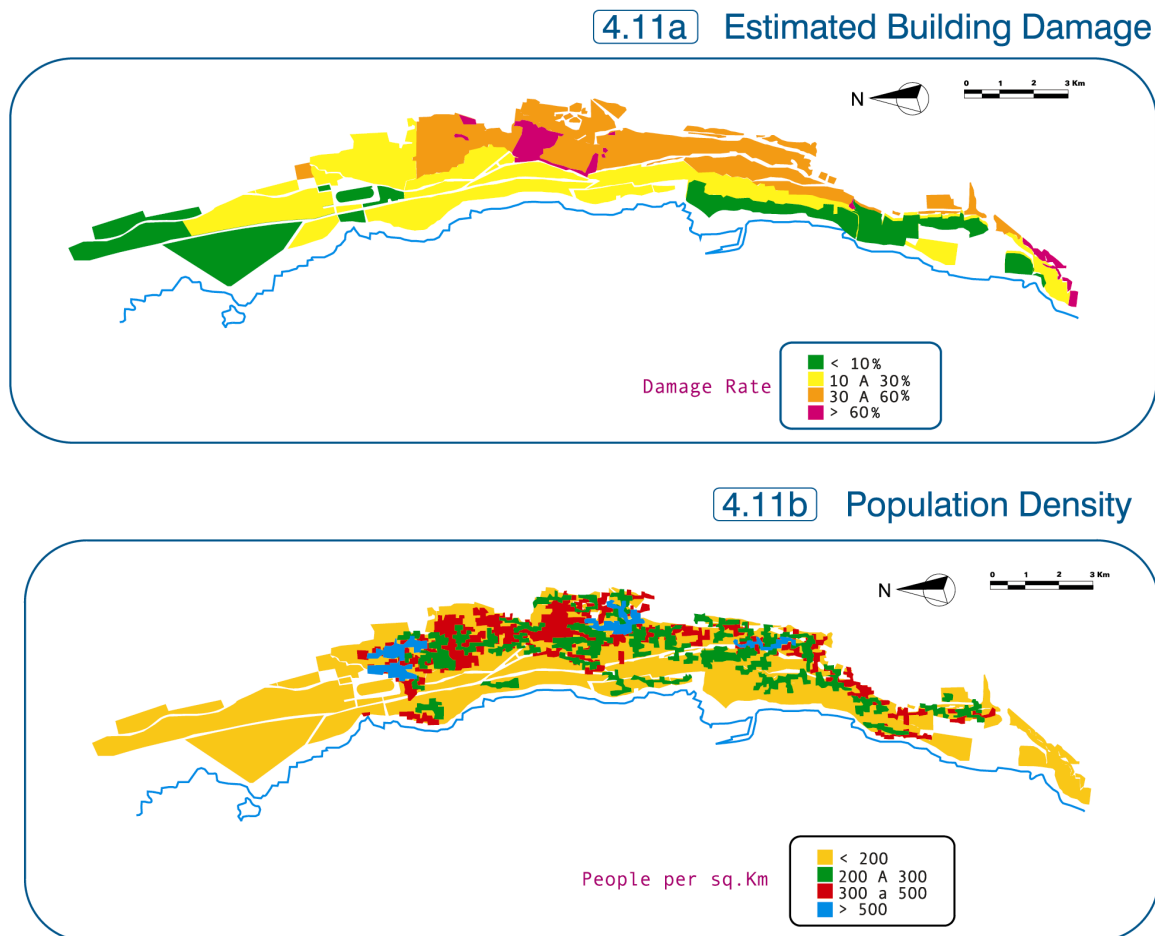 4.11a Estimated Building Damage
N
0 1 2 3 Km
Damage Rate
< 10%
10 A 30%
30 A 60%
> 60%
4.11b Population Density
N
0 1 2 3 Km
People per sq.Km
< 200
200 A 300
300 a 500
> 500